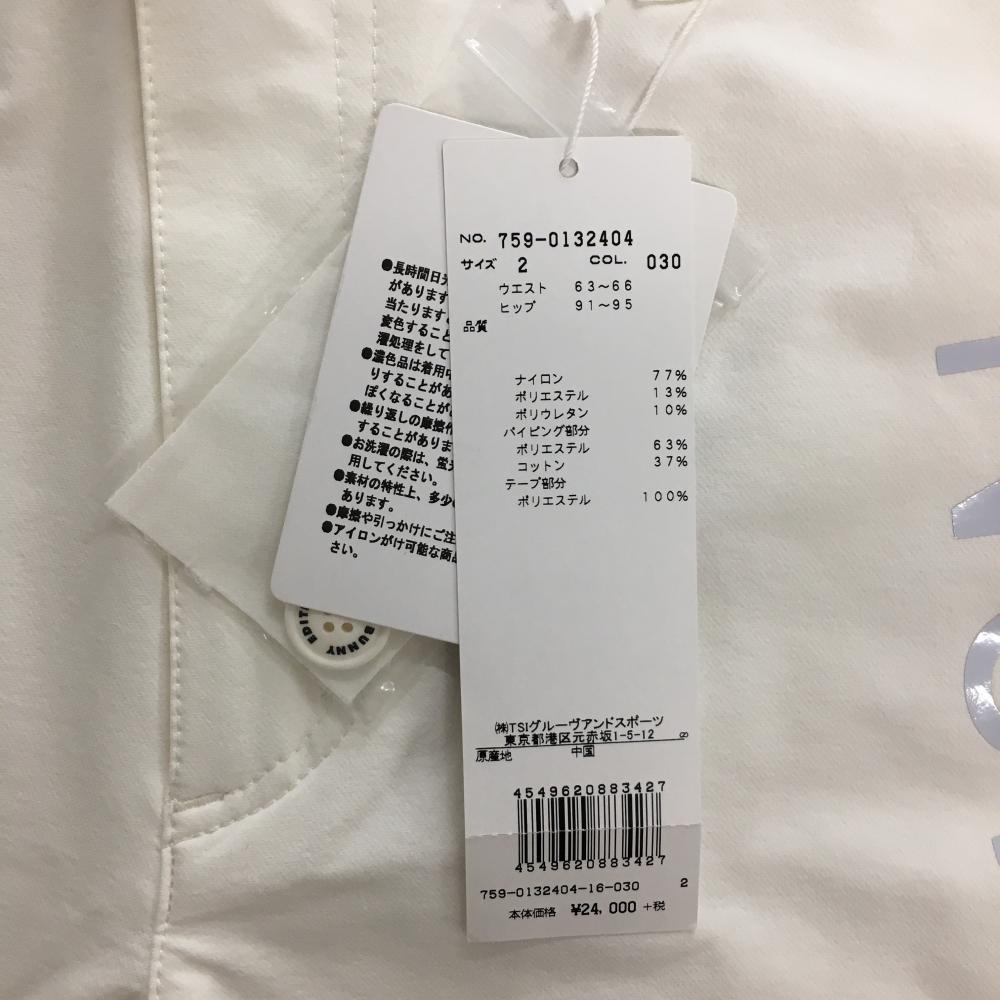 NO. 759-0132404
サイズ 2 COL. 030
ウエスト 63~66
ヒップ 91~95
品質
ナイロン 77%
ポリエステル 13%
ポリウレタン 10%
パイピング部分
ポリエステル 63%
コットン 37%
テープ部分
ポリエステル 100%
㈱TSIグルーヴアンドスポーツ
東京都港区元赤坂1-5-12
原産地 中国
4549620883427
4549620883427
759-0132404-16-030 2
本体価格 ¥24,000 +税
●長時間日光
があります
当たります
変色すること
濯処理をして
●濃色品は着用中
りすることがあ
ぽくなることが
●繰り返しの摩擦
することがありま
●お洗濯の際は、蛍光
用してください。
●素材の特性上、多少
あります。
●摩擦や引っかけにご注
●アイロンがけ可能な商品
さい。
BUNNY EDIT